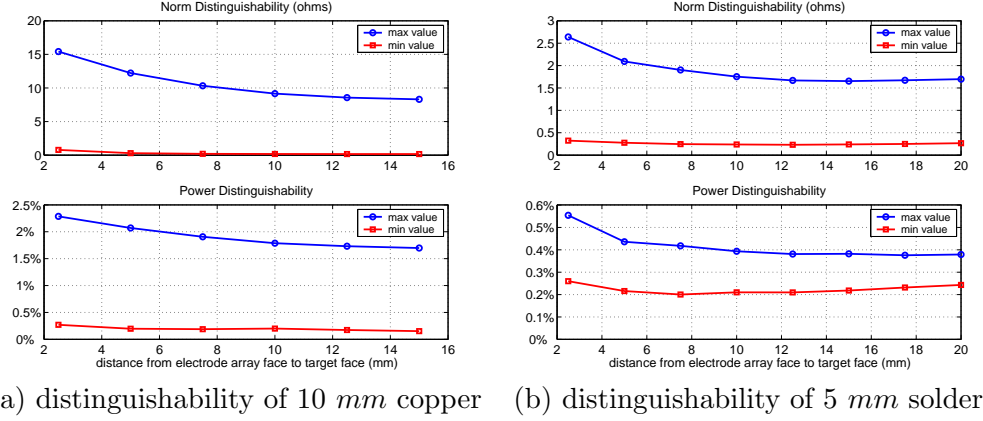 Norm Distinguishability (ohms)
20
15
10
5
0
2 4 6 8 10 12 14 16
max value
min value
Power Distinguishability
2.5%
2%
1.5%
1%
0.5%
0%
2 4 6 8 10 12 14 16
max value
min value
distance from electrode array face to target face (mm)
a) distinguishability of 10 mm copper
Norm Distinguishability (ohms)
3
2.5
2
1.5
1
0.5
0
2 4 6 8 10 12 14 16 18 20
max value
min value
Power Distinguishability
0.6%
0.5%
0.4%
0.3%
0.2%
0.1%
0%
2 4 6 8 10 12 14 16 18 20
max value
min value
distance from electrode array face to target face (mm)
(b) distinguishability of 5 mm solder